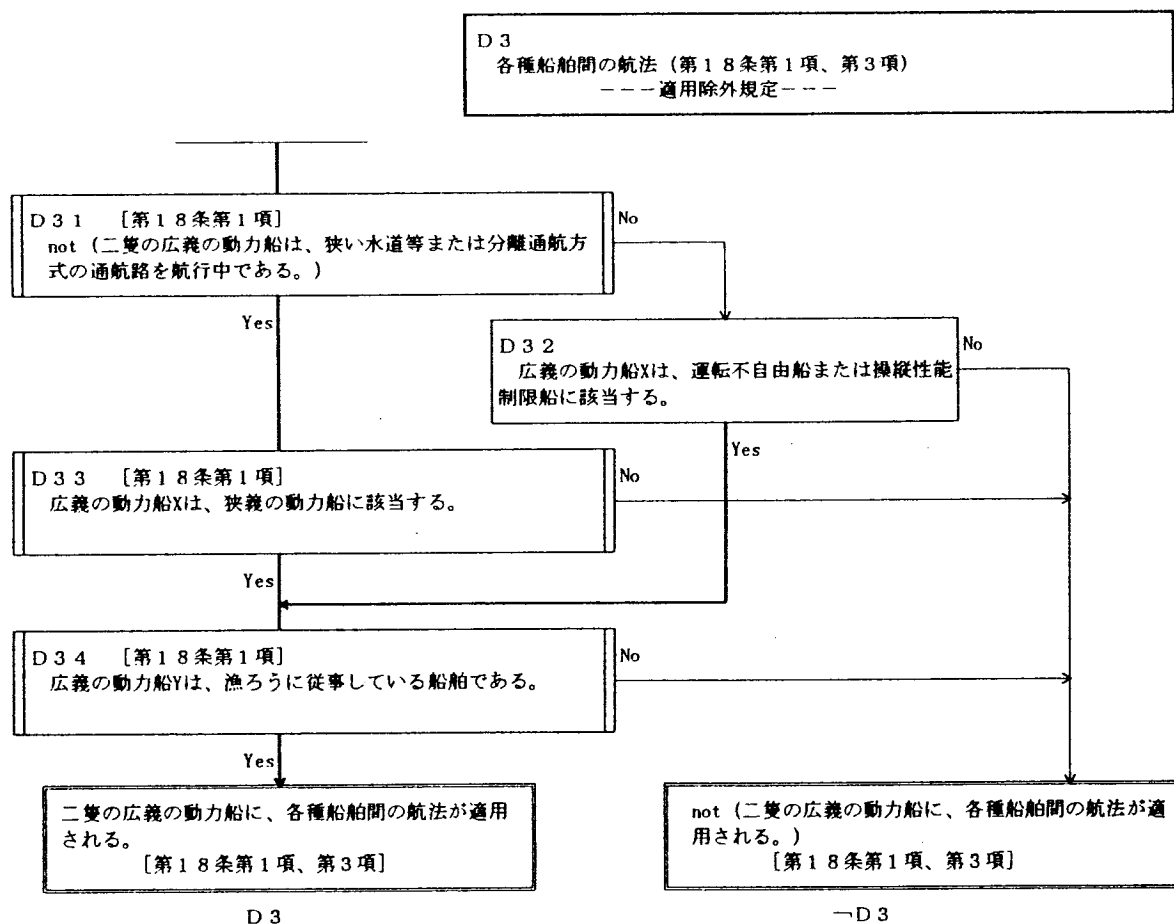 D3
各種船舶間の航法(第18条第1項、第3項)
---適用除外規定---
D31 [第18条第1項]
not(二隻の広義の動力船は、狭い水道等または分離通航方
式の通航路を航行中である。)
No
Yes
D32
広義の動力船Xは、運転不自由船または操縦性能
制限船に該当する。
No
Yes
D33 [第18条第1項]
広義の動力船Xは、狭義の動力船に該当する。
No
Yes
D34 [第18条第1項]
広義の動力船Yは、漁ろうに従事している船舶である。
No
Yes
二隻の広義の動力船に、各種船舶間の航法が適用
される。
[第18条第1項、第3項]
D3
not(二隻の広義の動力船に、各種船舶間の航法が適
用される。)
[第18条第1項、第3項]
¬D3